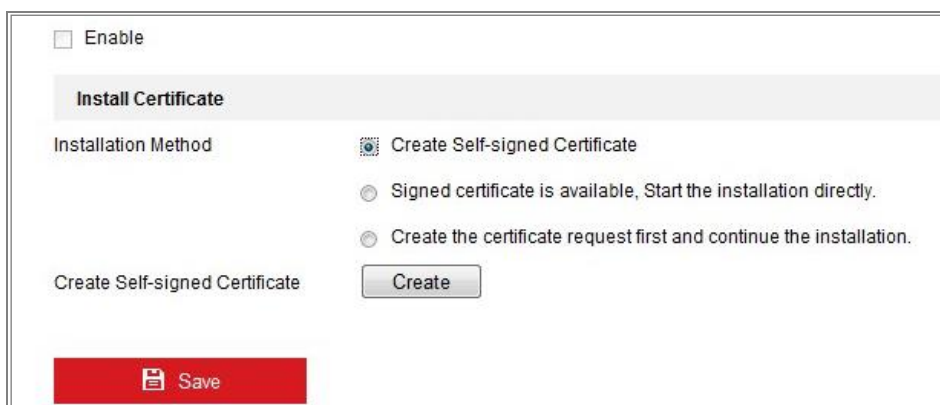 Enable
Install Certificate
Installation Method
Create Self-signed Certificate
Signed certificate is available, Start the installation directly.
Create the certificate request first and continue the installation.
Create Self-signed Certificate
Create
Save